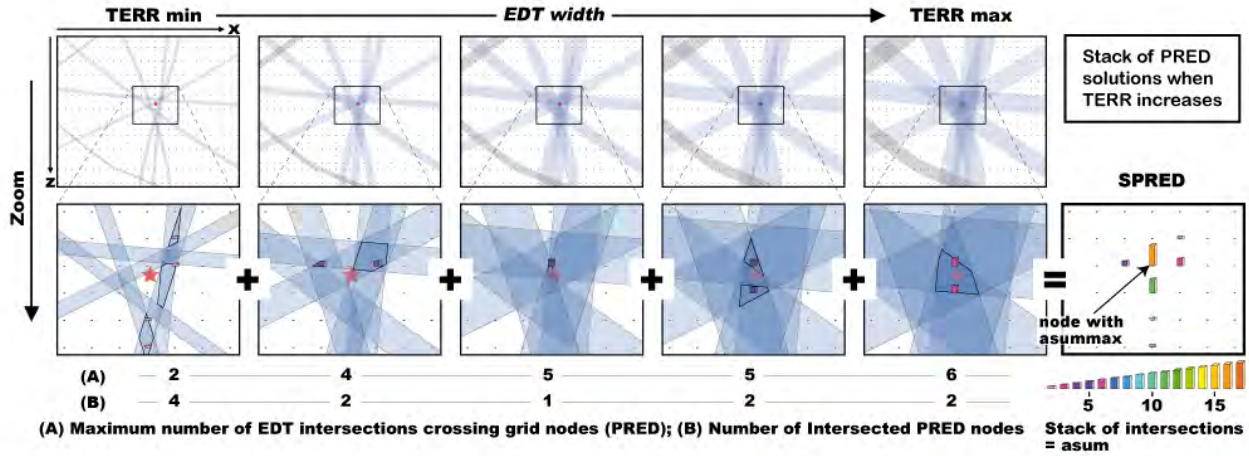 TERR min
EDT width
TERR max
x
Stack of PRED
solutions when
TERR increases
z
Zoom
SPRED
+
+
+
+
=
node with
asummax
(A) 2 4 5 5 6
(B) 4 2 1 2 2
5 10 15
(A) Maximum number of EDT intersections crossing grid nodes (PRED); (B) Number of Intersected PRED nodes
Stack of intersections
= asum